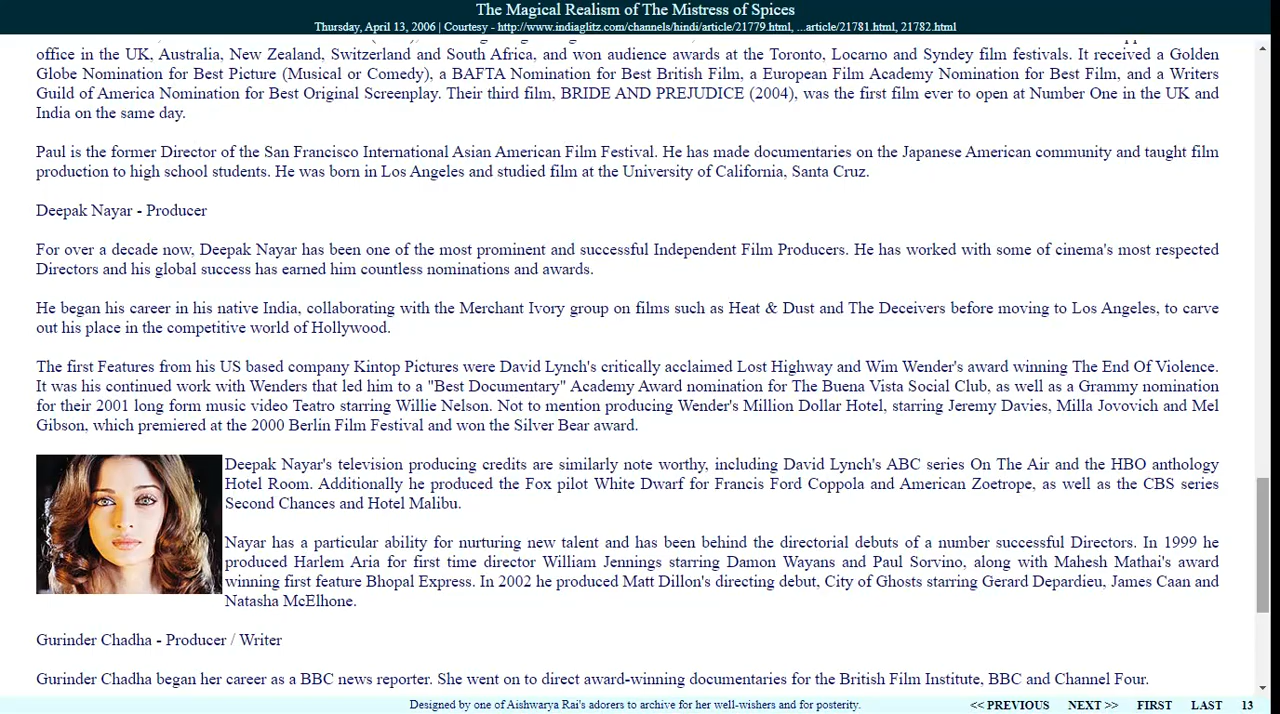 The Magical Realism of The Mistress of Spices
Thursday, April 13, 2006 | Courtesy - http://www.indiaglitz.com/channels/hindi/article/21779.html, ...article/21781.html, 21782.html
office in the UK, Australia, New Zealand, Switzerland and South Africa, and won audience awards at the Toronto, Locarno and Syndey film festivals. It received a Golden
Globe Nomination for Best Picture (Musical or Comedy), a BAFTA Nomination for Best British Film, a European Film Academy Nomination for Best Film, and a Writers
Guild of America Nomination for Best Original Screenplay. Their third film, BRIDE AND PREJUDICE (2004), was the first film ever to open at Number One in the UK and
India on the same day.
Paul is the former Director of the San Francisco International Asian American Film Festival. He has made documentaries on the Japanese American community and taught film
production to high school students. He was born in Los Angeles and studied film at the University of California, Santa Cruz.
Deepak Nayar - Producer
For over a decade now, Deepak Nayar has been one of the most prominent and successful Independent Film Producers. He has worked with some of cinema's most respected
Directors and his global success has earned him countless nominations and awards.
He began his career in his native India, collaborating with the Merchant Ivory group on films such as Heat & Dust and The Deceivers before moving to Los Angeles, to carve
out his place in the competitive world of Hollywood.
The first Features from his US based company Kintop Pictures were David Lynch's critically acclaimed Lost Highway and Wim Wender's award winning The End Of Violence.
It was his continued work with Wenders that led him to a "Best Documentary" Academy Award nomination for The Buena Vista Social Club, as well as a Grammy nomination
for their 2001 long form music video Teatro starring Willie Nelson. Not to mention producing Wender's Million Dollar Hotel, starring Jeremy Davies, Milla Jovovich and Mel
Gibson, which premiered at the 2000 Berlin Film Festival and won the Silver Bear award.
Deepak Nayar's television producing credits are similarly note worthy, including David Lynch's ABC series On The Air and the HBO anthology
Hotel Room. Additionally he produced the Fox pilot White Dwarf for Francis Ford Coppola and American Zoetrope, as well as the CBS series
Second Chances and Hotel Malibu.
Nayar has a particular ability for nurturing new talent and has been behind the directorial debuts of a number successful Directors. In 1999 he
produced Harlem Aria for first time director William Jennings starring Damon Wayans and Paul Sorvino, along with Mahesh Mathai's award
winning first feature Bhopal Express. In 2002 he produced Matt Dillon's directing debut, City of Ghosts starring Gerard Depardieu, James Caan and
Natasha McElhone.
Gurinder Chadha - Producer / Writer
Gurinder Chadha began her career as a BBC news reporter. She went on to direct award-winning documentaries for the British Film Institute, BBC and Channel Four.
Designed by one of Aishwarya Rai's adorers to archive for her well-wishers and for posterity.
<< PREVIOUS NEXT >> FIRST LAST 13